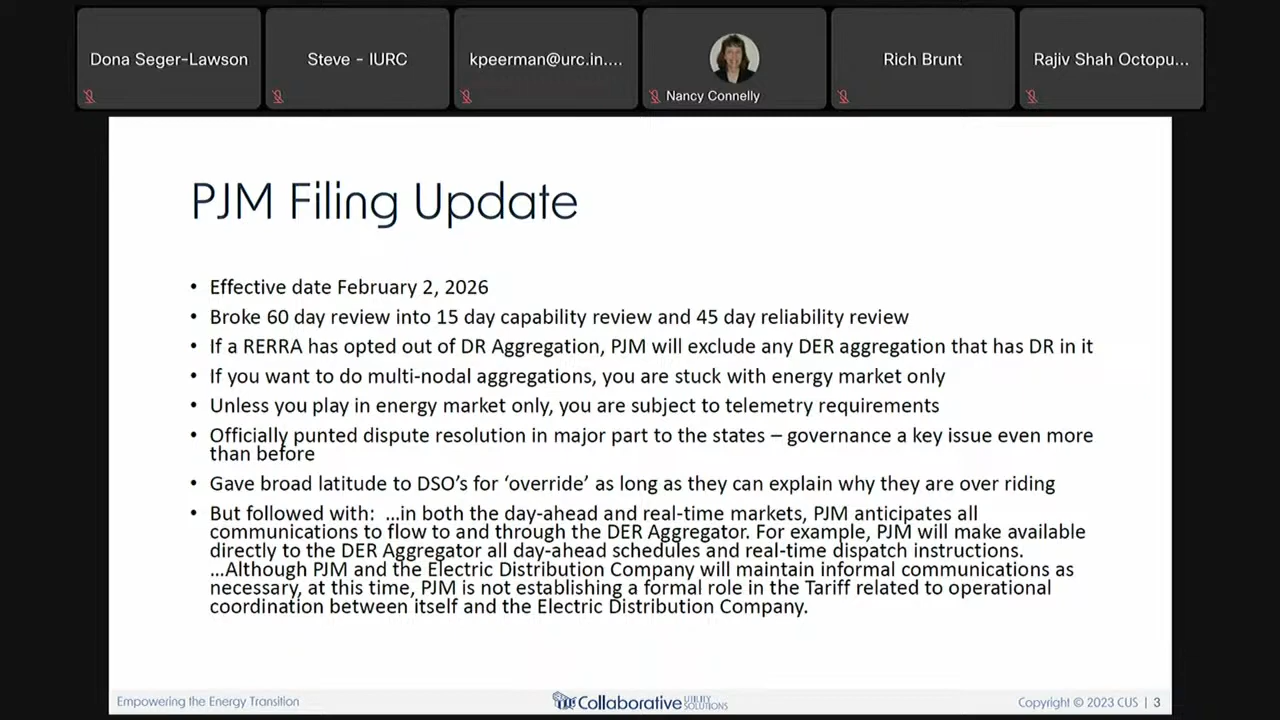 Dona Seger-Lawson
Steve - IURC
kpeerman@urc.in....
Nancy Connelly
Rich Brunt
Rajiv Shah Octopu...
PJM Filing Update
• Effective date February 2, 2026
• Broke 60 day review into 15 day capability review and 45 day reliability review
• If a RERRA has opted out of DR Aggregation, PJM will exclude any DER aggregation that has DR in it
• If you want to do multi-nodal aggregations, you are stuck with energy market only
• Unless you play in energy market only, you are subject to telemetry requirements
• Officially punted dispute resolution in major part to the states – governance a key issue even more
than before
• Gave broad latitude to DSO's for 'override' as long as they can explain why they are over riding
• But followed with: ...in both the day-ahead and real-time markets, PJM anticipates all
communications to flow to and through the DER Aggregator. For example, PJM will make available
directly to the DER Aggregator all day-ahead schedules and real-time dispatch instructions.
...Although PJM and the Electric Distribution Company will maintain informal communications as
necessary, at this time, PJM is not establishing a formal role in the Tariff related to operational
coordination between itself and the Electric Distribution Company.
Empowering the Energy Transition
Collaborative UTILITY
SOLUTIONS
Copyright © 2023 CUS | 3